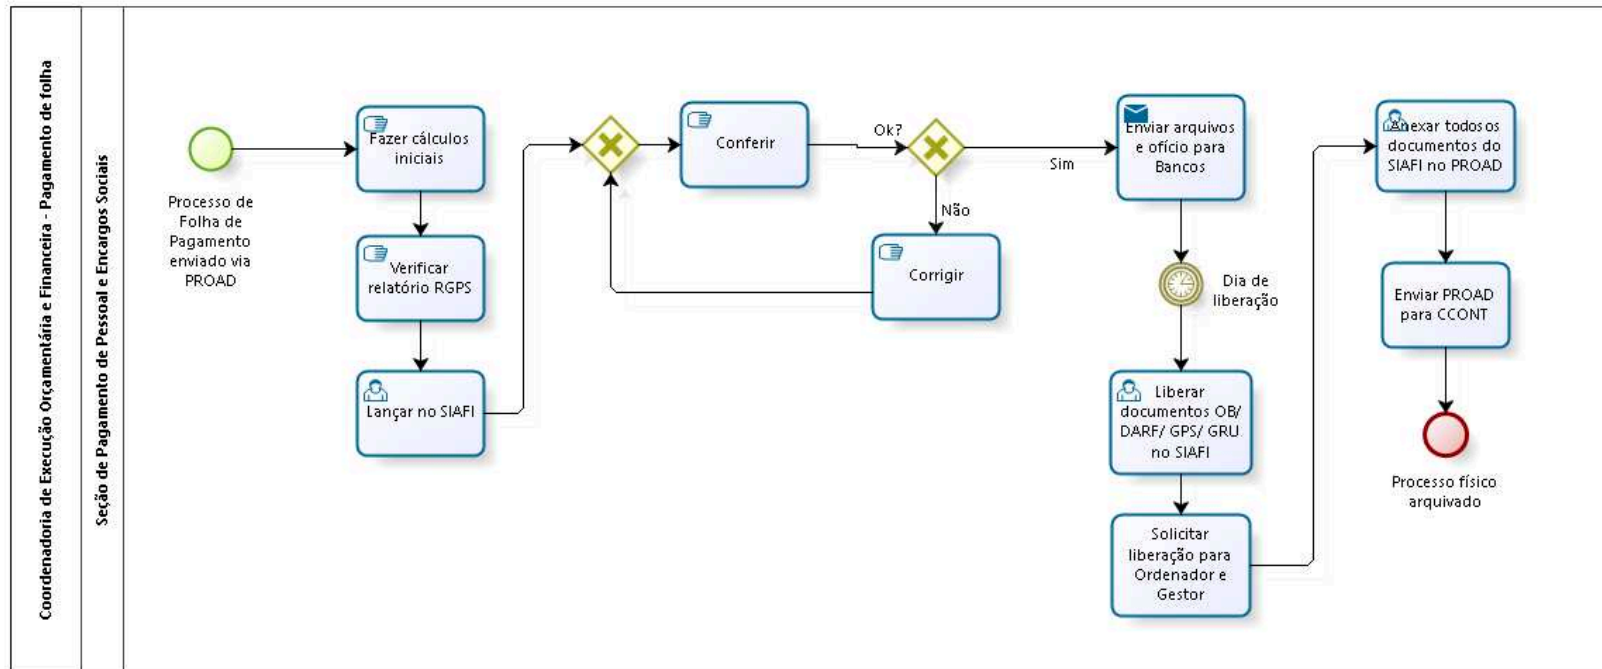 Coordenadoria de Execução Orçamentária e Financeira - Pagamento de folha
Seção de Pagamento de Pessoal e Encargos Sociais
Processo de
Folha de
Pagamento
enviado via
PROAD
Fazer cálculos
iniciais
Verificar
relatório RGPS
Lançar no SIAFI
Conferir
Ok?
Não
Corrigir
Sim
Enviar arquivos
e ofício para
Bancos
Dia de
liberação
Liberar
documentos OB/
DARF/ GPS/ GRU
no SIAFI
Solicitar
liberação para
Ordenador e
Gestor
Anexar todosos
documentos do
SIAFI no PROAD
Enviar PROAD
para CCONT
Processo físico
arquivado